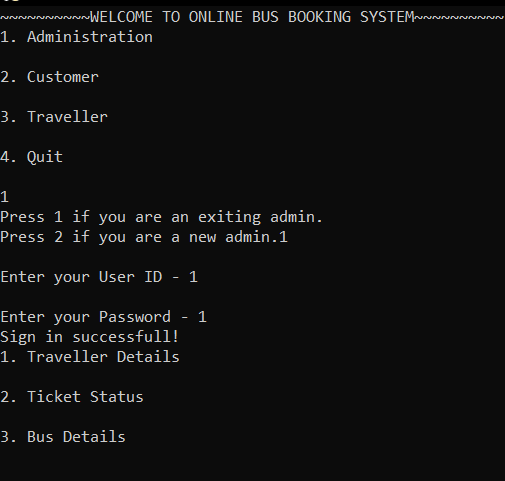 ~~~~~~~~~~WELCOME TO ONLINE BUS BOOKING SYSTEM~~~~~~~~~~
1. Administration
2. Customer
3. Traveller
4. Quit
1
Press 1 if you are an exiting admin.
Press 2 if you are a new admin.1
Enter your User ID - 1
Enter your Password - 1
Sign in successfull!
1. Traveller Details
2. Ticket Status
3. Bus Details